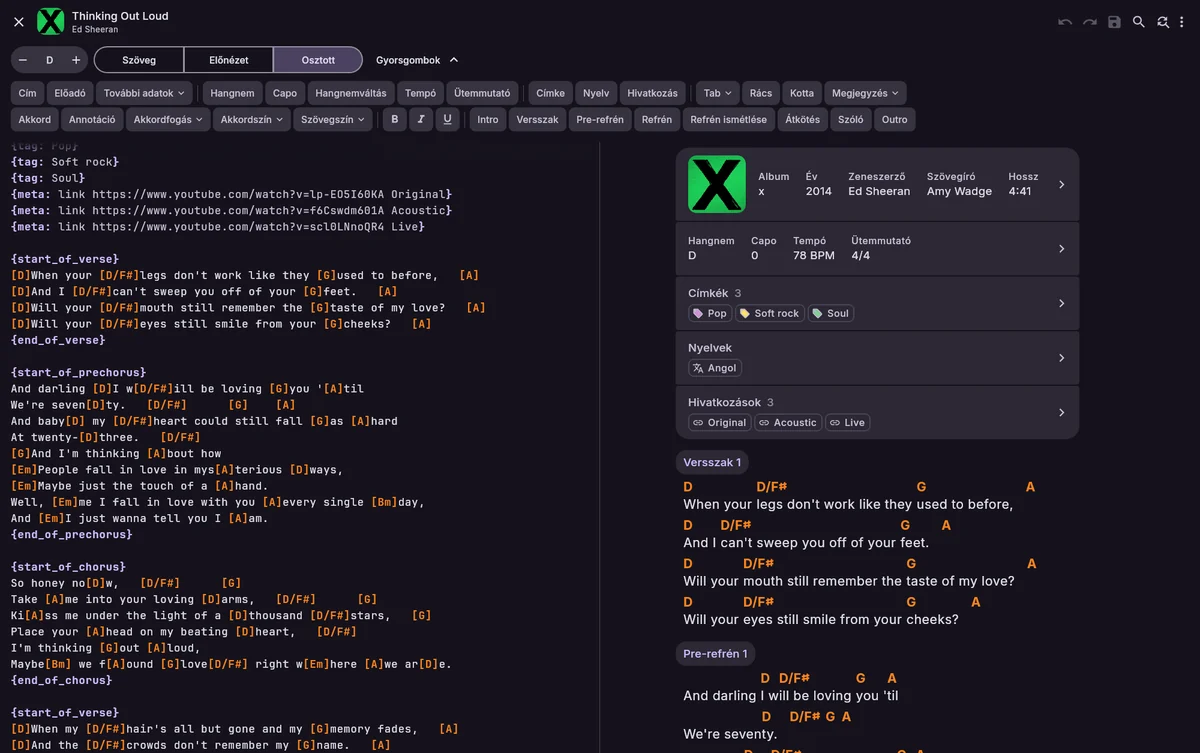 Thinking Out Loud
Ed Sheeran
D
Szöveg
Előnézet
Osztott
Gyorsgombok
Cím
Előadó
További adatok
Hangnem
Capo
Hangnemváltás
Tempó
Ütemmutató
Címke
Nyelv
Hivatkozás
Tab
Rács
Kotta
Megjegyzés
Akkord
Annotáció
Akkordfogás
Akkordszín
Szövegszín
B
I
U
Intro
Versszak
Pre-refrén
Refrén
Refrén ismétlése
Átkötés
Szóló
Outro
{tag: Pop}
{tag: Soft rock}
{tag: Soul}
{meta: link https://www.youtube.com/watch?v=lp-EO5I60KA Original}
{meta: link https://www.youtube.com/watch?v=f6Cswdm601A Acoustic}
{meta: link https://www.youtube.com/watch?v=scl0LNnoQR4 Live}
{start_of_verse}
[D]When your [D/F#]legs don't work like they [G]used to before,   [A]
[D]And I [D/F#]can't sweep you off of your [G]feet.   [A]
[D]Will your [D/F#]mouth still remember the [G]taste of my love?   [A]
[D]Will your [D/F#]eyes still smile from your [G]cheeks?   [A]
{end_of_verse}
{start_of_prechorus}
And darling [D]I w[D/F#]ill be loving [G]you '[A]til
We're seven[D]ty.   [D/F#]      [G]    [A]
And baby[D] my [D/F#]heart could still fall [G]as [A]hard
At twenty-[D]three.   [D/F#]
[G]And I'm thinking [A]bout how
[Em]People fall in love in mys[A]terious [D]ways,
[Em]Maybe just the touch of a [A]hand.
Well, [Em]me I fall in love with you [A]every single [Bm]day,
And [Em]I just wanna tell you I [A]am.
{end_of_prechorus}
{start_of_chorus}
So honey no[D]w,   [D/F#]      [G]
Take [A]me into your loving [D]arms,   [D/F#]      [G]
Ki[A]ss me under the light of a [D]thousand [D/F#]stars,   [G]
Place your [A]head on my beating [D]heart,   [D/F#]
I'm thinking [G]out [A]loud,
Maybe[Bm] we f[A]ound [G]love[D/F#] right w[Em]here [A]we ar[D]e.
{end_of_chorus}
{start_of_verse}
[D]When my [D/F#]hair's all but gone and my [G]memory fades,   [A]
[D]And the [D/F#]crowds don't remember my [G]name.   [A]
Album
x
Év
2014
Zeneszerző
Ed Sheeran
Szövegíró
Amy Wadge
Hossz
4:41
Hangnem
D
Capo
0
Tempó
78 BPM
Ütemmutató
4/4
Címkék 3
Pop
Soft rock
Soul
Nyelvek
Angol
Hivatkozások 3
Original
Acoustic
Live
Versszak 1
D D/F# G A
When your legs don't work like they used to before,
D D/F# G A
And I can't sweep you off of your feet.
D D/F# G A
Will your mouth still remember the taste of my love?
D D/F# G A
Will your eyes still smile from your cheeks?
Pre-refrén 1
D D/F# G A
And darling I will be loving you 'til
D D/F# G A
We're seventy.
D D/F# G A